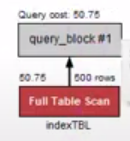 Query cost: 50.75
query_block #1
50.75 500 rows
Full Table Scan
indexTBL